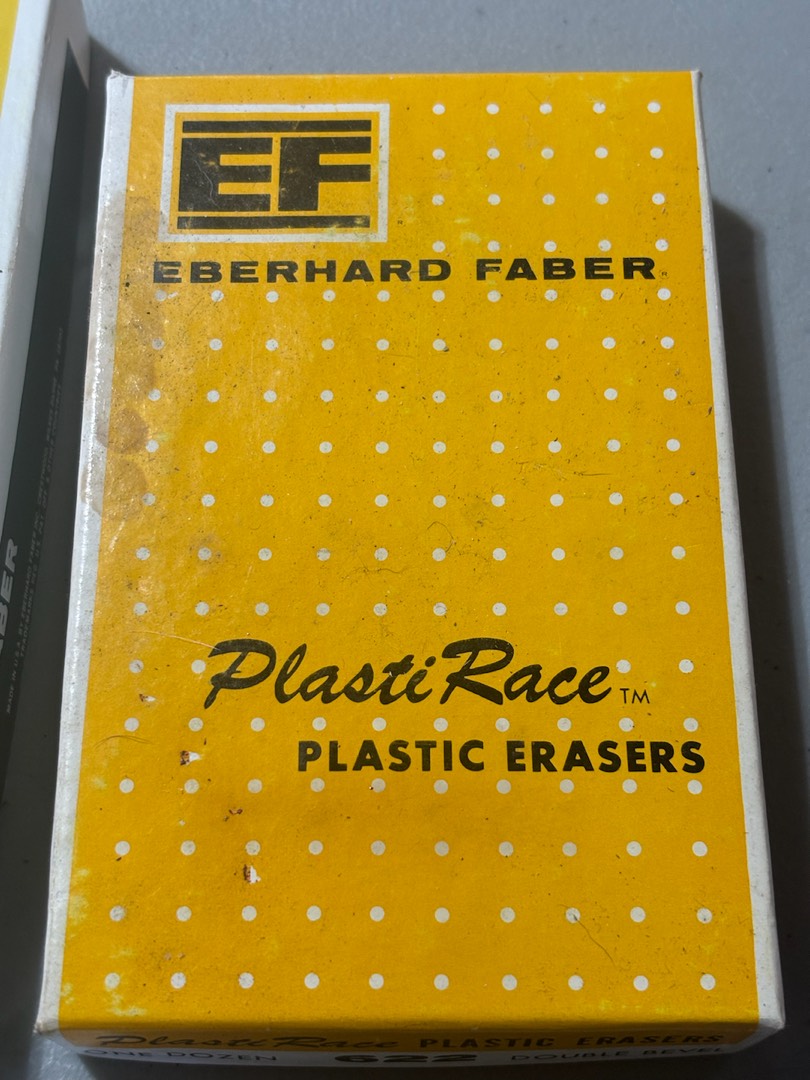 EF
EBERHARD FABER®
PlastiRace™
PLASTIC ERASERS
PlastiRace PLASTIC ERASERS
ONE DOZEN 622 DOUBLE BEVEL